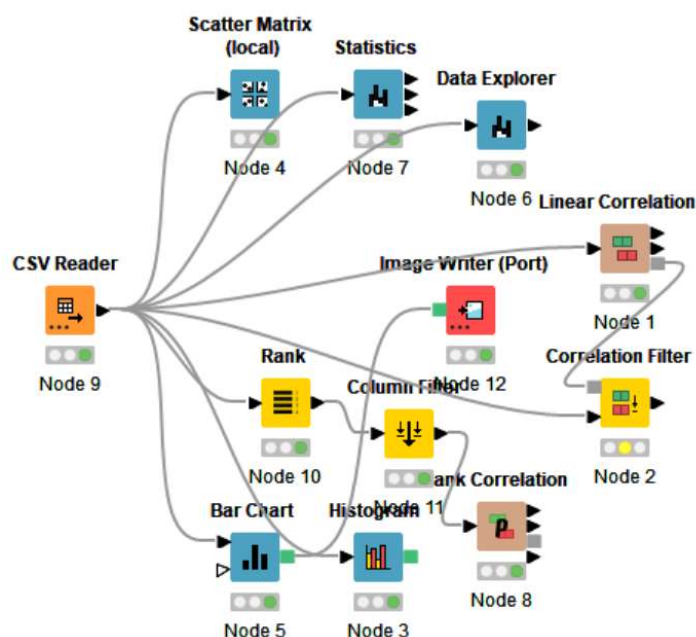 Scatter Matrix
(local)
Statistics
Data Explorer
Node 4
Node 7
Node 6
Linear Correlation
CSV Reader
Image Writer (Port)
Node 1
Node 9
Rank
Node 12
Correlation Filter
Column Filter
Node 10
Node 2
Node 11
Rank Correlation
Bar Chart
Histogram
Node 8
Node 5
Node 3